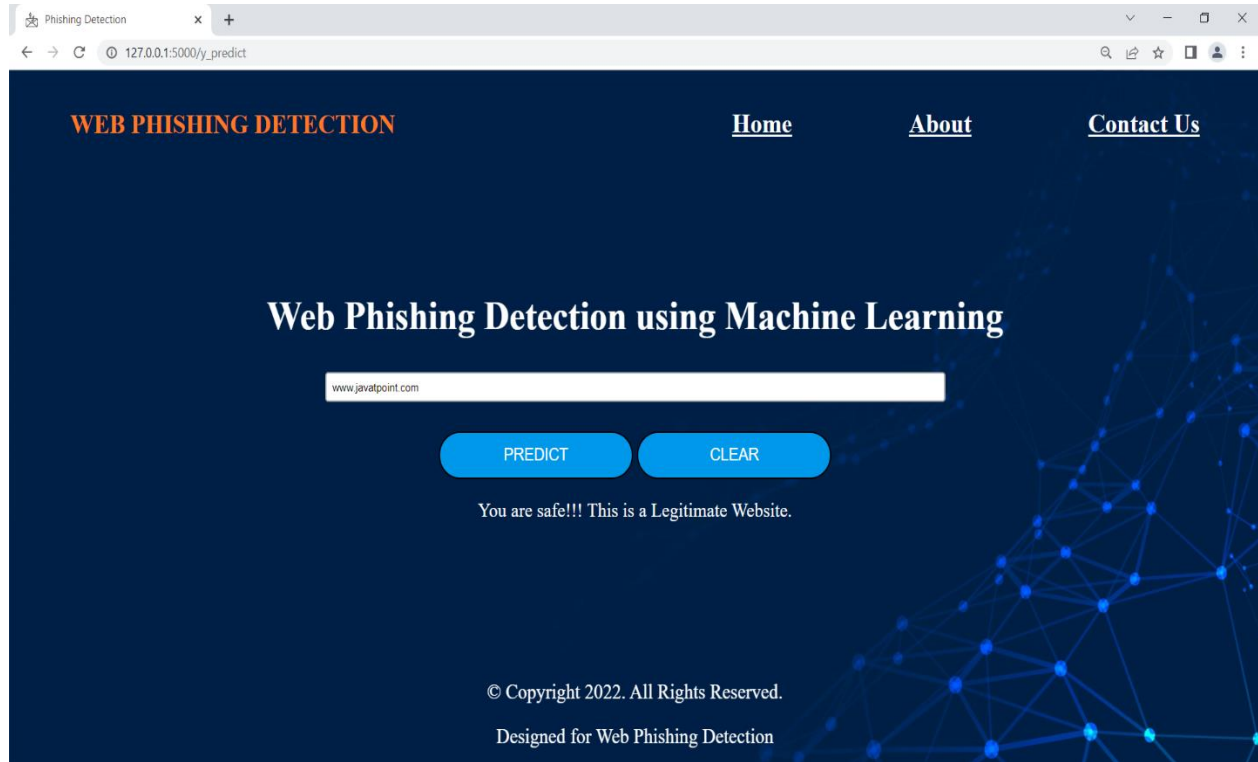 Phishing Detection
127.0.0.1:5000/y_predict
WEB PHISHING DETECTION
Home
About
Contact Us
Web Phishing Detection using Machine Learning
www.javatpoint.com
PREDICT
CLEAR
You are safe!!! This is a Legitimate Website.
© Copyright 2022. All Rights Reserved.
Designed for Web Phishing Detection